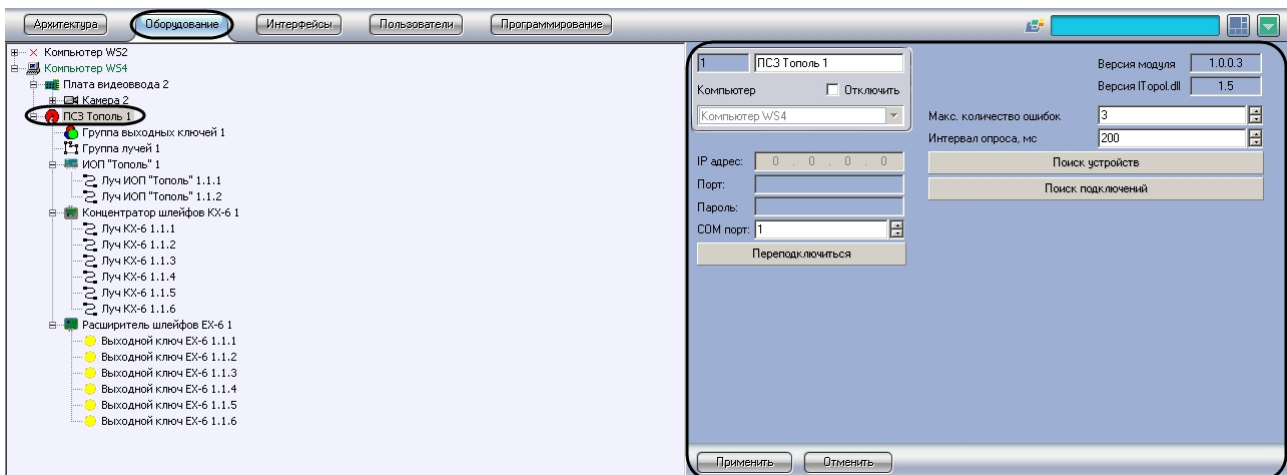 Архитектура Оборудование Интерфейсы Пользователи Программирование
Компьютер WS2
Компьютер WS4
Плата видеоввода 2
Камера 2
ПСЗ Тополь 1
Группа выходных ключей 1
Группа лучей 1
ИОП "Тополь" 1
Луч ИОП "Тополь" 1.1.1
Луч ИОП "Тополь" 1.1.2
Концентратор шлейфов КХ-6 1
Луч КХ-6 1.1.1
Луч КХ-6 1.1.2
Луч КХ-6 1.1.3
Луч КХ-6 1.1.4
Луч КХ-6 1.1.5
Луч КХ-6 1.1.6
Расширитель шлейфов ЕХ-6 1
Выходной ключ ЕХ-6 1.1.1
Выходной ключ ЕХ-6 1.1.2
Выходной ключ ЕХ-6 1.1.3
Выходной ключ ЕХ-6 1.1.4
Выходной ключ ЕХ-6 1.1.5
Выходной ключ ЕХ-6 1.1.6
1 ПСЗ Тополь 1
Компьютер Отключить
Компьютер WS4
IP адрес: 0 . 0 . 0 . 0
Порт:
Пароль:
COM порт: 1
Переподключиться
Версия модуля 1.0.0.3
Версия ITopol.dll 1.5
Макс. количество ошибок 3
Интервал опроса, мс 200
Поиск устройств
Поиск подключений
Применить Отменить